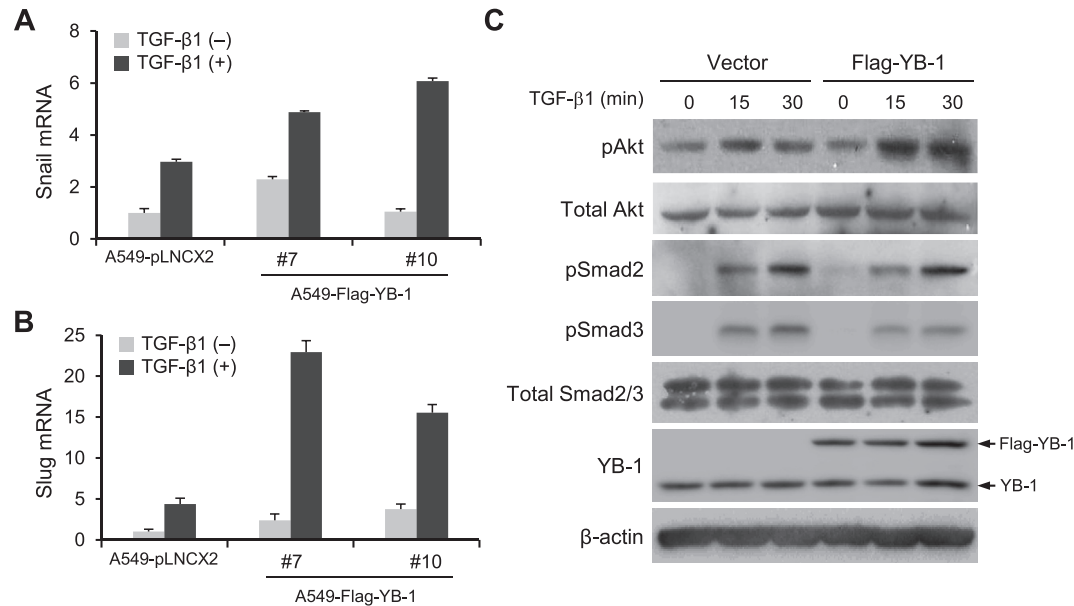 A
TGF-β1 (–)
TGF-β1 (+)
Snail mRNA
8
6
4
2
0
A549-pLNCX2
#7
#10
A549-Flag-YB-1
B
TGF-β1 (–)
TGF-β1 (+)
Slug mRNA
25
20
15
10
5
0
A549-pLNCX2
#7
#10
A549-Flag-YB-1
C
Vector Flag-YB-1
TGF-β1 (min) 0 15 30 0 15 30
pAkt
Total Akt
pSmad2
pSmad3
Total Smad2/3
YB-1
Flag-YB-1
YB-1
β-actin